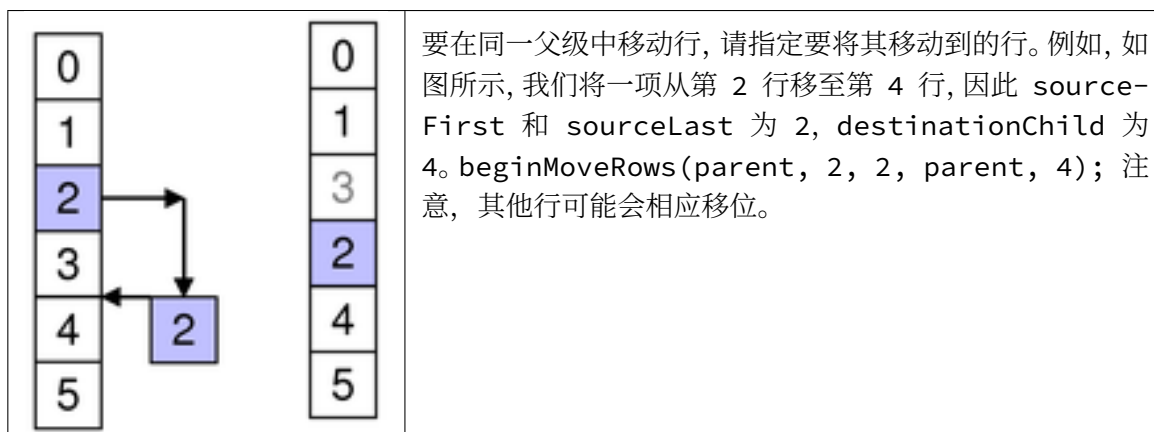 0
1
2
3
4
5
2
0
1
3
2
4
5
要在同一父级中移动行, 请指定要将其移动到的行。例如, 如
图所示, 我们将一项从第 2 行移至第 4 行, 因此 source-
First 和 sourceLast 为 2, destinationChild 为
4。beginMoveRows(parent, 2, 2, parent, 4); 注
意, 其他行可能会相应移位。